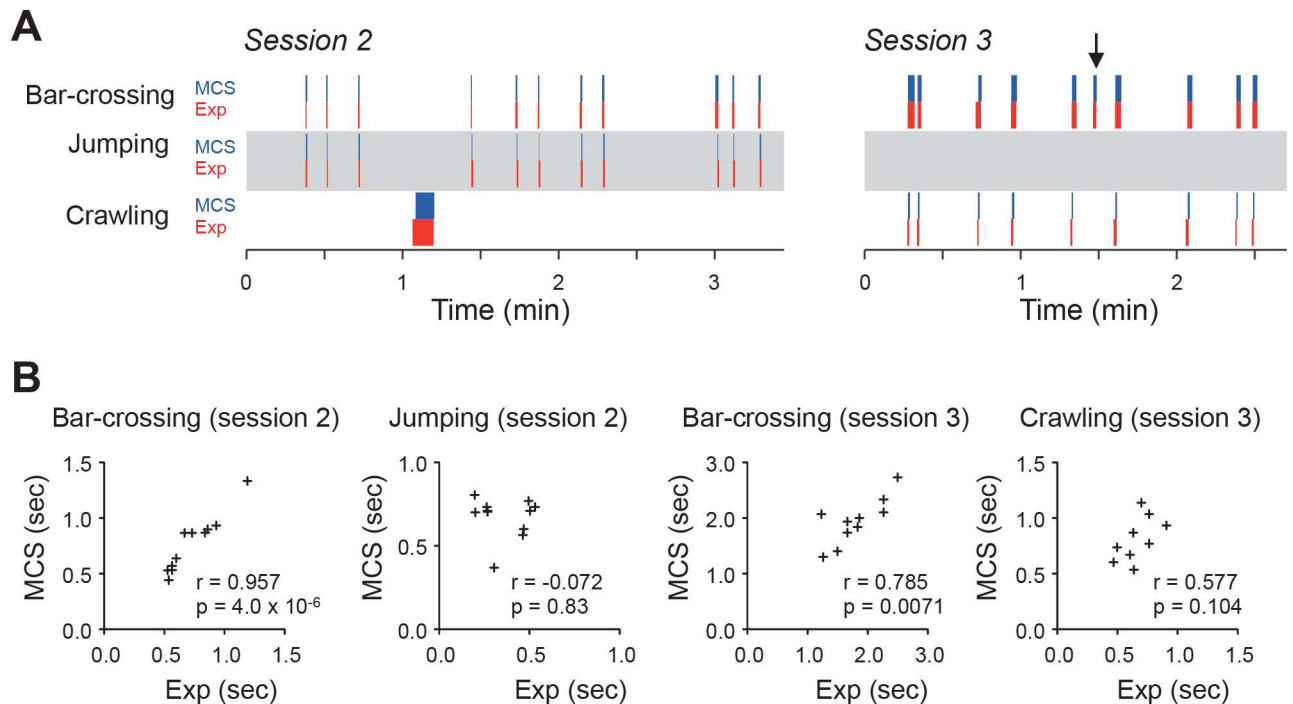 A
Session 2
Session 3
Bar-crossing
MCS
Exp
Jumping
MCS
Exp
Crawling
MCS
Exp
0 1 2 3
0 1 2
Time (min)
Time (min)
B
Bar-crossing (session 2)
Jumping (session 2)
Bar-crossing (session 3)
Crawling (session 3)
MCS (sec)
1.5
1.0
0.5
0.0
r = 0.957
p = 4.0 x 10⁻⁶
0.0 0.5 1.0 1.5
Exp (sec)
MCS (sec)
1.0
0.5
0.0
r = -0.072
p = 0.83
0.0 0.5 1.0
Exp (sec)
MCS (sec)
3.0
2.0
1.0
0.0
r = 0.785
p = 0.0071
0.0 1.0 2.0 3.0
Exp (sec)
MCS (sec)
1.5
1.0
0.5
0.0
r = 0.577
p = 0.104
0.0 0.5 1.0 1.5
Exp (sec)